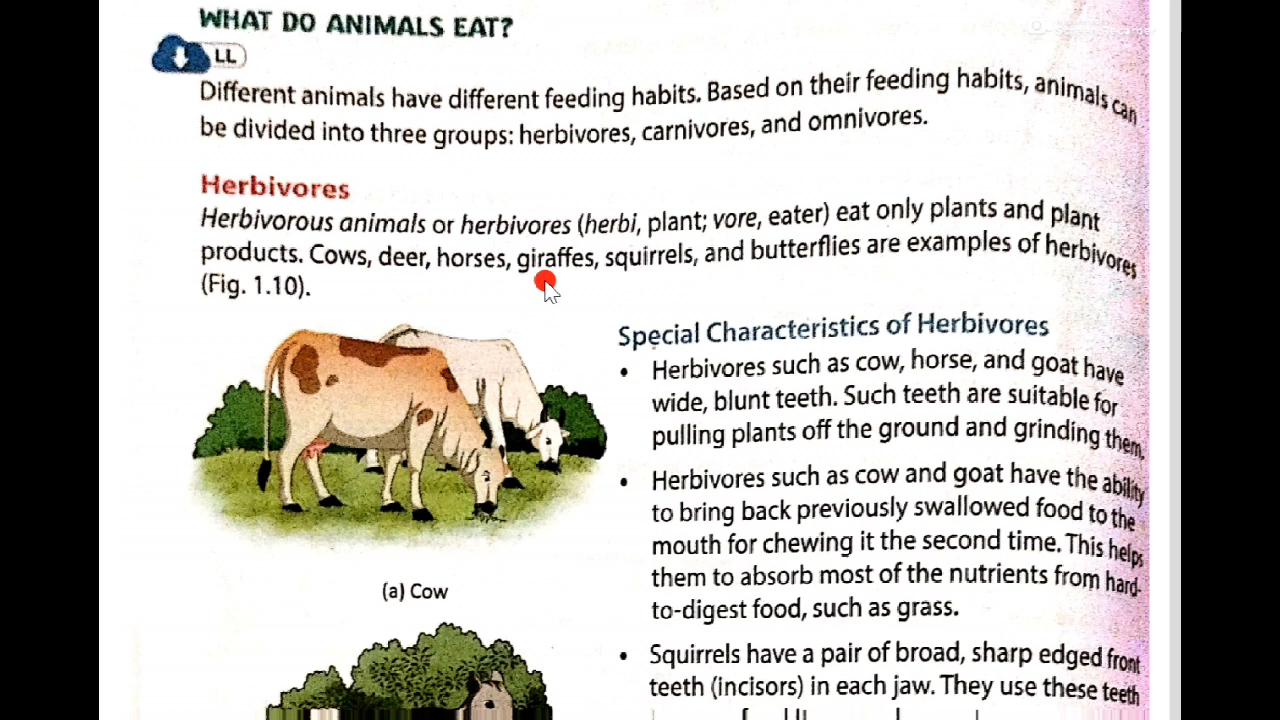 WHAT DO ANIMALS EAT?
LL
Different animals have different feeding habits. Based on their feeding habits, animals can
be divided into three groups: herbivores, carnivores, and omnivores.
Herbivores
Herbivorous animals or herbivores (herbi, plant; vore, eater) eat only plants and plant
products. Cows, deer, horses, giraffes, squirrels, and butterflies are examples of herbivores
(Fig. 1.10).
Special Characteristics of Herbivores
• Herbivores such as cow, horse, and goat have
wide, blunt teeth. Such teeth are suitable for
pulling plants off the ground and grinding them.
• Herbivores such as cow and goat have the ability
to bring back previously swallowed food to the
mouth for chewing it the second time. This helps
them to absorb most of the nutrients from hard-
to-digest food, such as grass.
(a) Cow
• Squirrels have a pair of broad, sharp edged front
teeth (incisors) in each jaw. They use these teeth